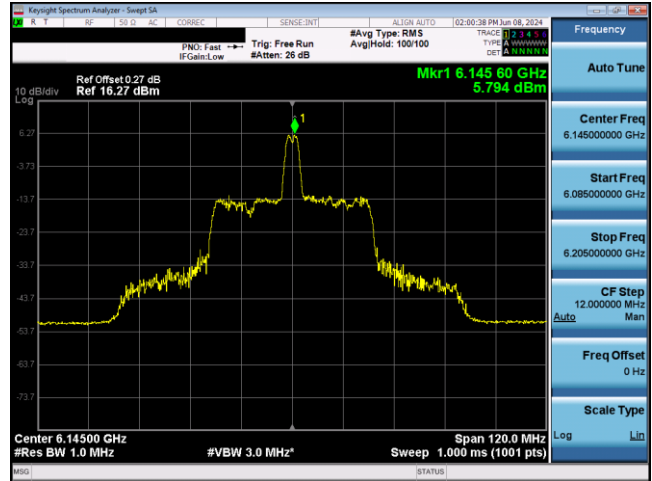 Keysight Spectrum Analyzer - Swept SA
LXI R T RF 50 Ω AC CORREC SENSE:INT ALIGN AUTO 02:00:38 PM Jun 08, 2024
PNO: Fast
IFGain:Low
Trig: Free Run
#Atten: 26 dB
#Avg Type: RMS
Avg|Hold: 100/100
TRACE 1 2 3 4 5 6
TYPE A WWWWW
DET A N N N N N
Ref Offset 0.27 dB
10 dB/div Ref 16.27 dBm
Log
Mkr1 6.145 60 GHz
5.794 dBm
1
6.27
-3.73
-13.7
-23.7
-33.7
-43.7
-53.7
-63.7
-73.7
Center 6.14500 GHz
#Res BW 1.0 MHz
#VBW 3.0 MHz*
Span 120.0 MHz
Sweep 1.000 ms (1001 pts)
MSG
STATUS
Frequency
Auto Tune
Center Freq
6.145000000 GHz
Start Freq
6.085000000 GHz
Stop Freq
6.205000000 GHz
CF Step
12.000000 MHz
Auto Man
Freq Offset
0 Hz
Scale Type
Log Lin